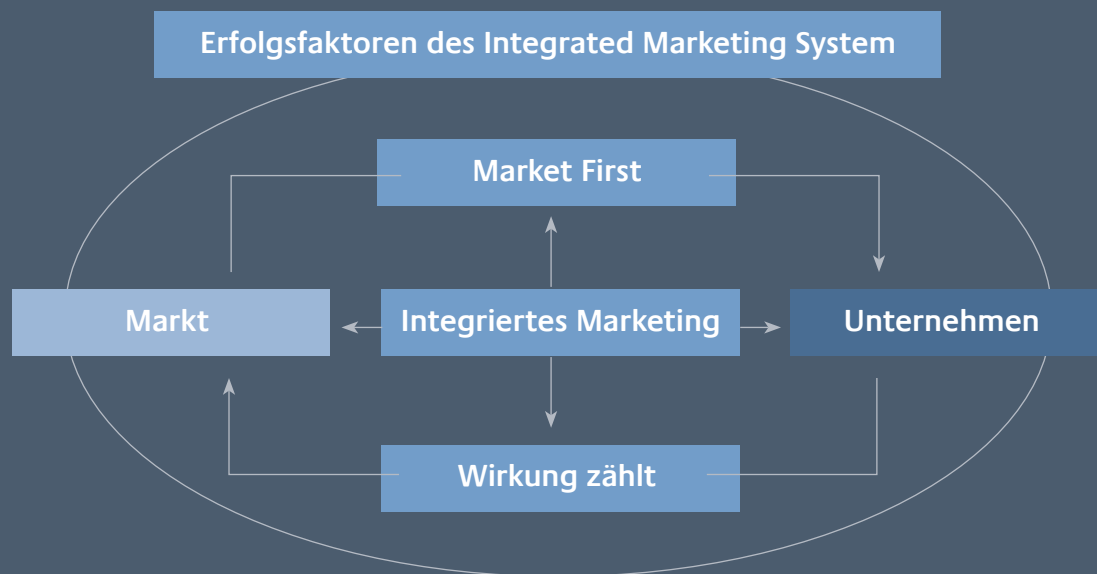 Erfolgsfaktoren des Integrated Marketing System
Market First
Markt
Integriertes Marketing
Unternehmen
Wirkung zählt